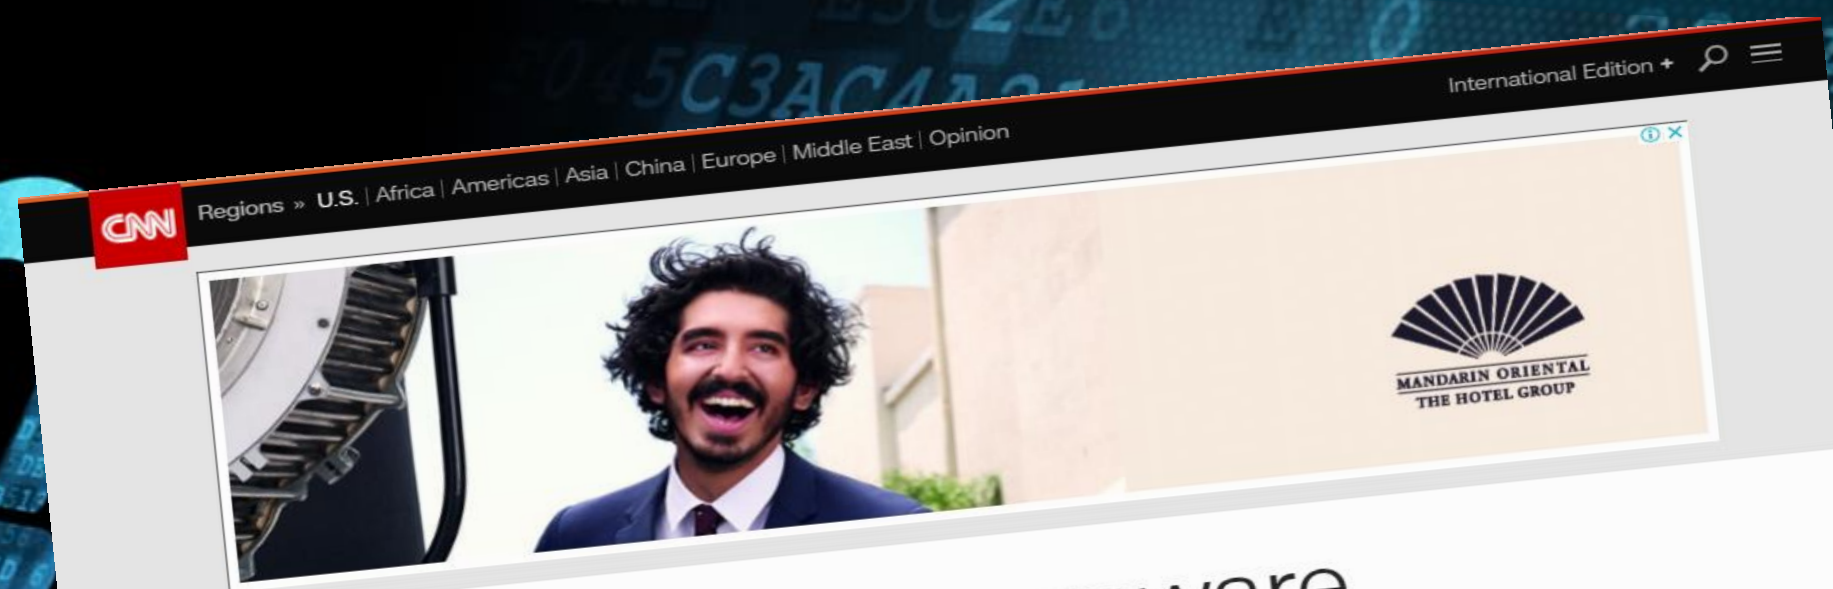 International Edition +
CNN
Regions » U.S. | Africa | Americas | Asia | China | Europe | Middle East | Opinion
MANDARIN ORIENTAL
THE HOTEL GROUP